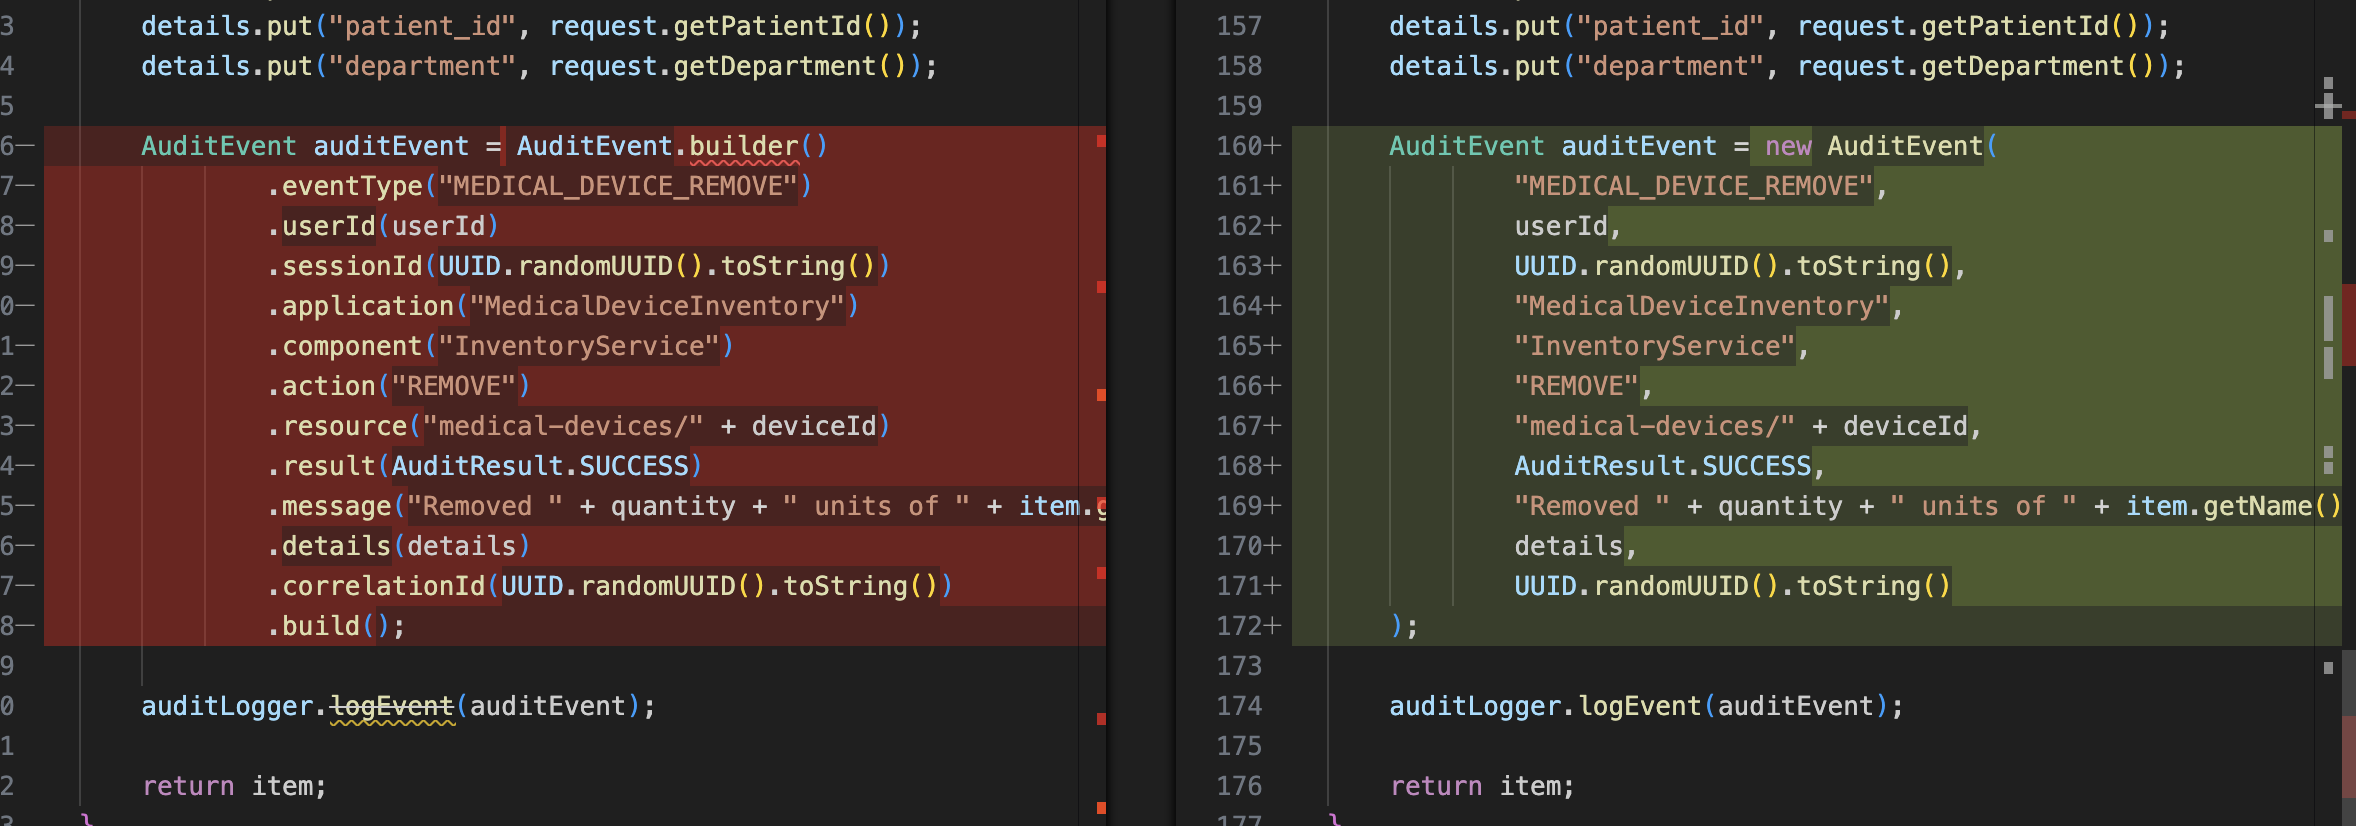 3 details.put("patient_id", request.getPatientId());
4 details.put("department", request.getDepartment());
5
6— AuditEvent auditEvent = AuditEvent.builder()
7— .eventType("MEDICAL_DEVICE_REMOVE")
8— .userId(userId)
9— .sessionId(UUID.randomUUID().toString())
0— .application("MedicalDeviceInventory")
1— .component("InventoryService")
2— .action("REMOVE")
3— .resource("medical-devices/" + deviceId)
4— .result(AuditResult.SUCCESS)
5— .message("Removed " + quantity + " units of " + item.g
6— .details(details)
7— .correlationId(UUID.randomUUID().toString())
8— .build();
9
0 auditLogger.logEvent(auditEvent);
1
2 return item;
3 }
157 details.put("patient_id", request.getPatientId());
158 details.put("department", request.getDepartment());
159
160+ AuditEvent auditEvent = new AuditEvent(
161+ "MEDICAL_DEVICE_REMOVE",
162+ userId,
163+ UUID.randomUUID().toString(),
164+ "MedicalDeviceInventory",
165+ "InventoryService",
166+ "REMOVE",
167+ "medical-devices/" + deviceId,
168+ AuditResult.SUCCESS,
169+ "Removed " + quantity + " units of " + item.getName()
170+ details,
171+ UUID.randomUUID().toString()
172+ );
173
174 auditLogger.logEvent(auditEvent);
175
176 return item;
177 }